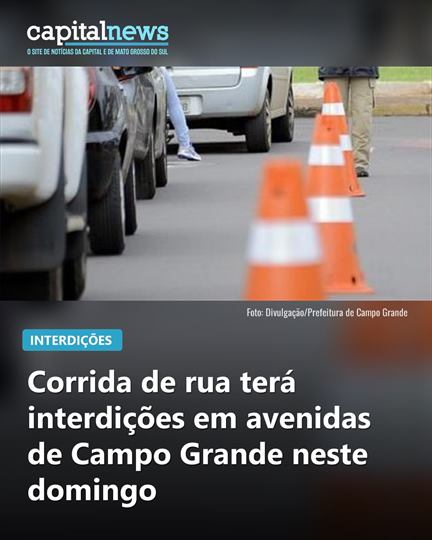 capitalnews
O SITE DE NOTÍCIAS DA CAPITAL E DE MATO GROSSO DO SUL
Foto: Divulgação/Prefeitura de Campo Grande
INTERDIÇÕES
Corrida de rua terá
interdições em avenidas
de Campo Grande neste
domingo